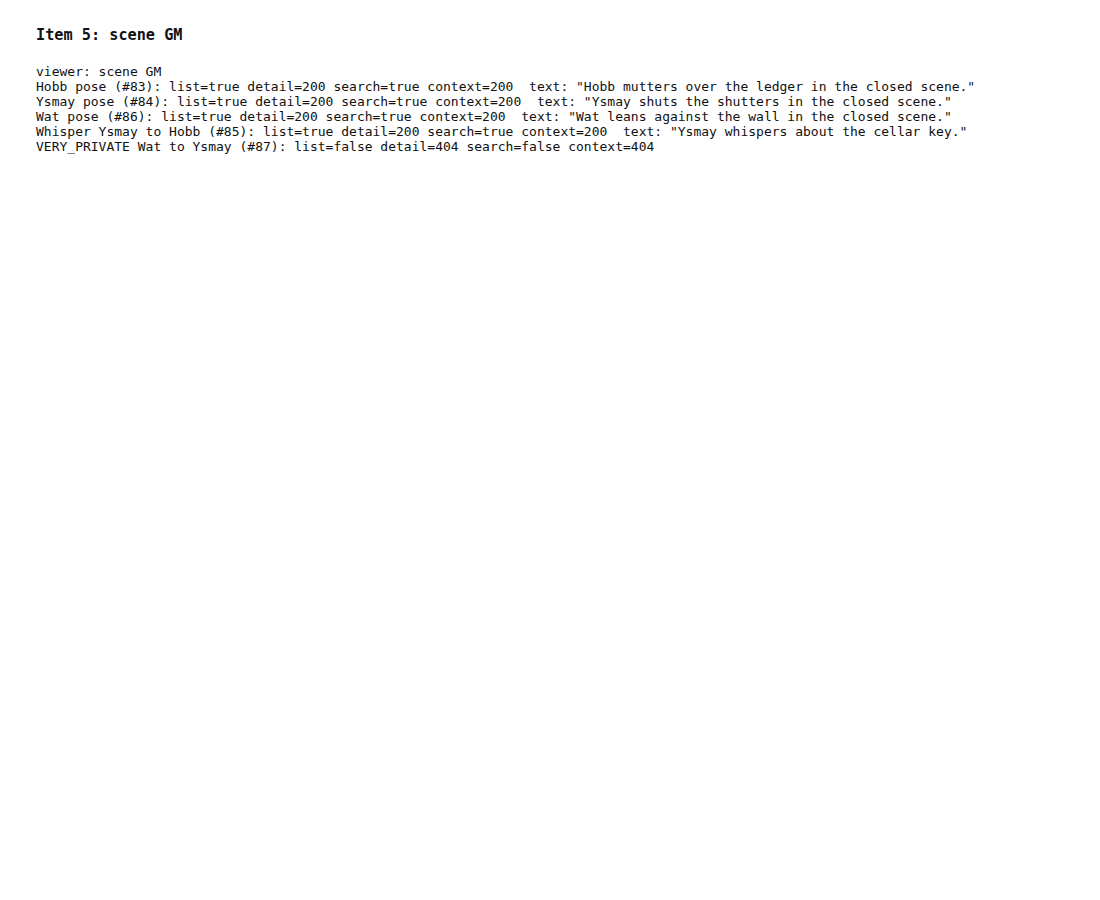 Item 5: scene GM
viewer: scene GM
Hobb pose (#83): list=true detail=200 search=true context=200  text: "Hobb mutters over the ledger in the closed scene."
Ysmay pose (#84): list=true detail=200 search=true context=200  text: "Ysmay shuts the shutters in the closed scene."
Wat pose (#86): list=true detail=200 search=true context=200  text: "Wat leans against the wall in the closed scene."
Whisper Ysmay to Hobb (#85): list=true detail=200 search=true context=200  text: "Ysmay whispers about the cellar key."
VERY_PRIVATE Wat to Ysmay (#87): list=false detail=404 search=false context=404